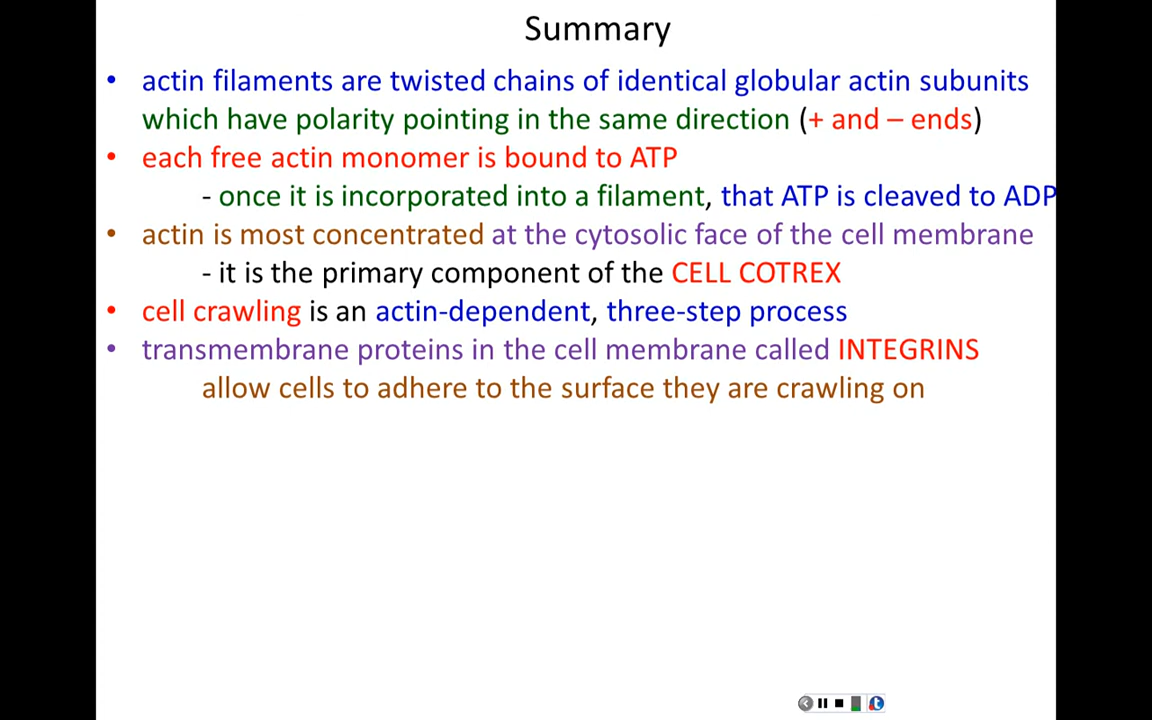 Summary
• actin filaments are twisted chains of identical globular actin subunits
which have polarity pointing in the same direction (+ and – ends)
• each free actin monomer is bound to ATP
- once it is incorporated into a filament, that ATP is cleaved to ADP
• actin is most concentrated at the cytosolic face of the cell membrane
- it is the primary component of the CELL COTREX
• cell crawling is an actin-dependent, three-step process
• transmembrane proteins in the cell membrane called INTEGRINS
allow cells to adhere to the surface they are crawling on
t